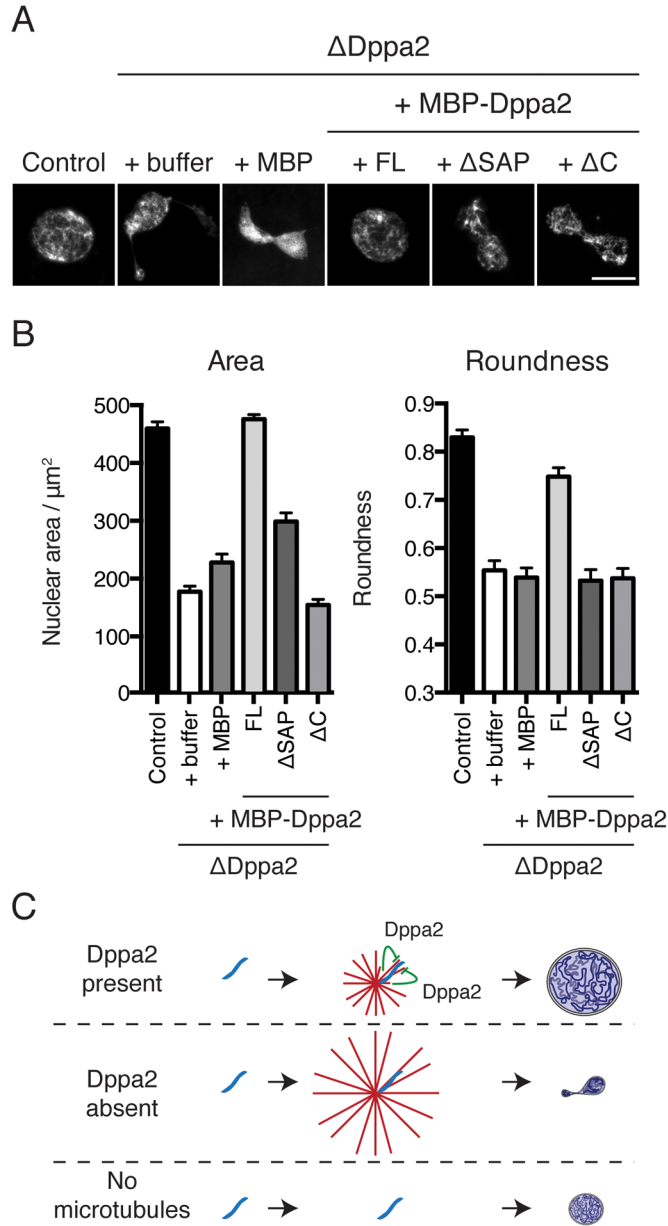 A
ΔDppa2
+ MBP-Dppa2
Control + buffer + MBP + FL + ΔSAP + ΔC
B
Area
Nuclear area / μm²
500
400
300
200
100
0
Control
+ buffer
+ MBP
FL
ΔSAP
ΔC
+ MBP-Dppa2
ΔDppa2
Roundness
Roundness
0.9
0.8
0.7
0.6
0.5
0.4
0.3
Control
+ buffer
+ MBP
FL
ΔSAP
ΔC
+ MBP-Dppa2
ΔDppa2
C
Dppa2
present
Dppa2
Dppa2
Dppa2
absent
No
microtubules